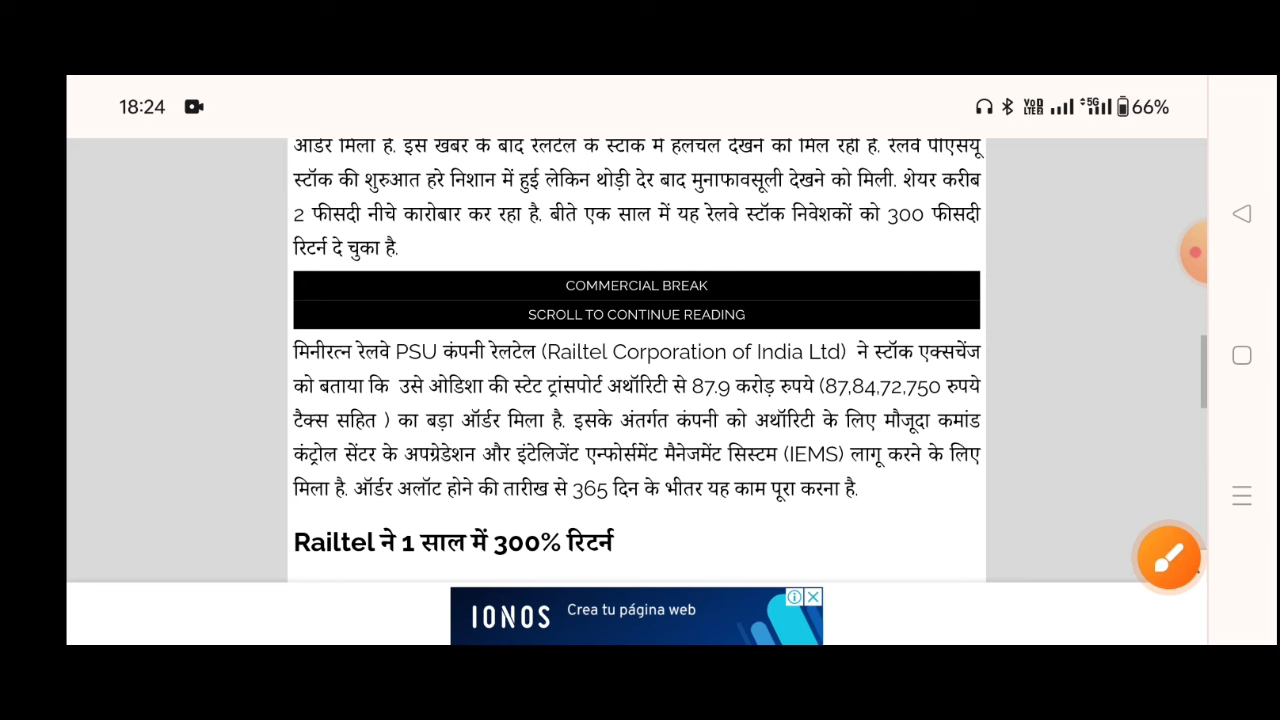 18:24
VoD LTE2 5G 66%
ऑर्डर मिला है. इस खबर के बाद रेलटेल के स्टॉक में हलचल देखने को मिल रही है. रेलवे पीएसयू
स्टॉक की शुरुआत हरे निशान में हुई लेकिन थोड़ी देर बाद मुनाफावसूली देखने को मिली. शेयर करीब
2 फीसदी नीचे कारोबार कर रहा है. बीते एक साल में यह रेलवे स्टॉक निवेशकों को 300 फीसदी
रिटर्न दे चुका है.
COMMERCIAL BREAK
SCROLL TO CONTINUE READING
मिनीरत्न रेलवे PSU कंपनी रेलटेल (Railtel Corporation of India Ltd) ने स्टॉक एक्सचेंज
को बताया कि उसे ओडिशा की स्टेट ट्रांसपोर्ट अथॉरिटी से 87.9 करोड़ रुपये (87,84,72,750 रुपये
टैक्स सहित ) का बड़ा ऑर्डर मिला है. इसके अंतर्गत कंपनी को अथॉरिटी के लिए मौजूदा कमांड
कंट्रोल सेंटर के अपग्रेडेशन और इंटेलिजेंट एन्फोर्समेंट मैनेजमेंट सिस्टम (IEMS) लागू करने के लिए
मिला है. ऑर्डर अलॉट होने की तारीख से 365 दिन के भीतर यह काम पूरा करना है.
Railtel ने 1 साल में 300% रिटर्न
IONOS Crea tu página web